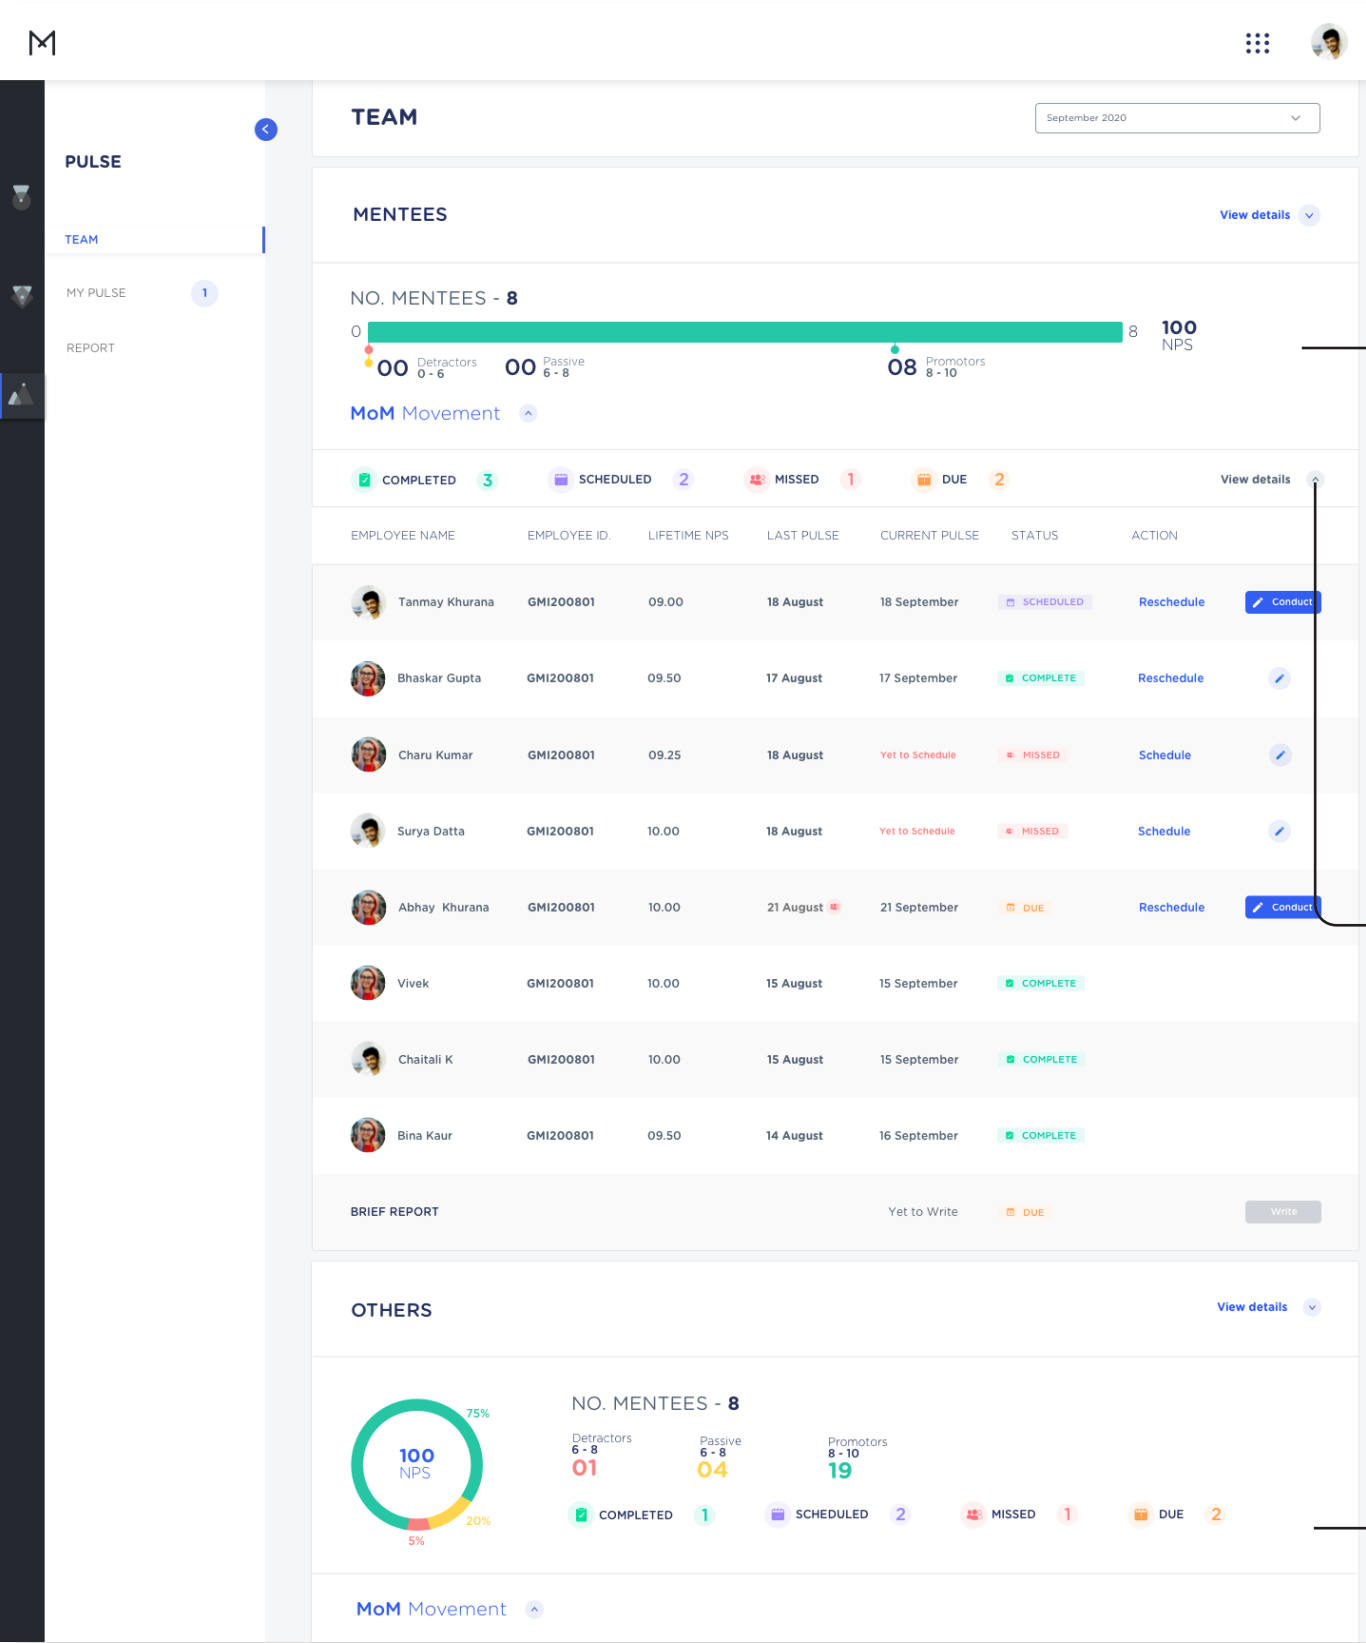 M
TEAM
September 2020
PULSE
TEAM
MY PULSE 1
REPORT
MENTEES
View details
NO. MENTEES - 8
0 8 100
NPS
00 Detractors 0 - 6 00 Passive 6 - 8 08 Promotors 8 - 10
MoM Movement
COMPLETED 3 SCHEDULED 2 MISSED 1 DUE 2 View details
EMPLOYEE NAME EMPLOYEE ID. LIFETIME NPS LAST PULSE CURRENT PULSE STATUS ACTION
Tanmay Khurana GMI200801 09.00 18 August 18 September SCHEDULED Reschedule Conduct
Bhaskar Gupta GMI200801 09.50 17 August 17 September COMPLETE Reschedule
Charu Kumar GMI200801 09.25 18 August Yet to Schedule MISSED Schedule
Surya Datta GMI200801 10.00 18 August Yet to Schedule MISSED Schedule
Abhay Khurana GMI200801 10.00 21 August 21 September DUE Reschedule Conduct
Vivek GMI200801 10.00 15 August 15 September COMPLETE
Chaitali K GMI200801 10.00 15 August 15 September COMPLETE
Bina Kaur GMI200801 09.50 14 August 16 September COMPLETE
BRIEF REPORT Yet to Write DUE Write
OTHERS
View details
75%
100
NPS
20%
5%
NO. MENTEES - 8
Detractors Passive Promotors
6 - 8 6 - 8 8 - 10
01 04 19
COMPLETED 1 SCHEDULED 2 MISSED 1 DUE 2
MoM Movement